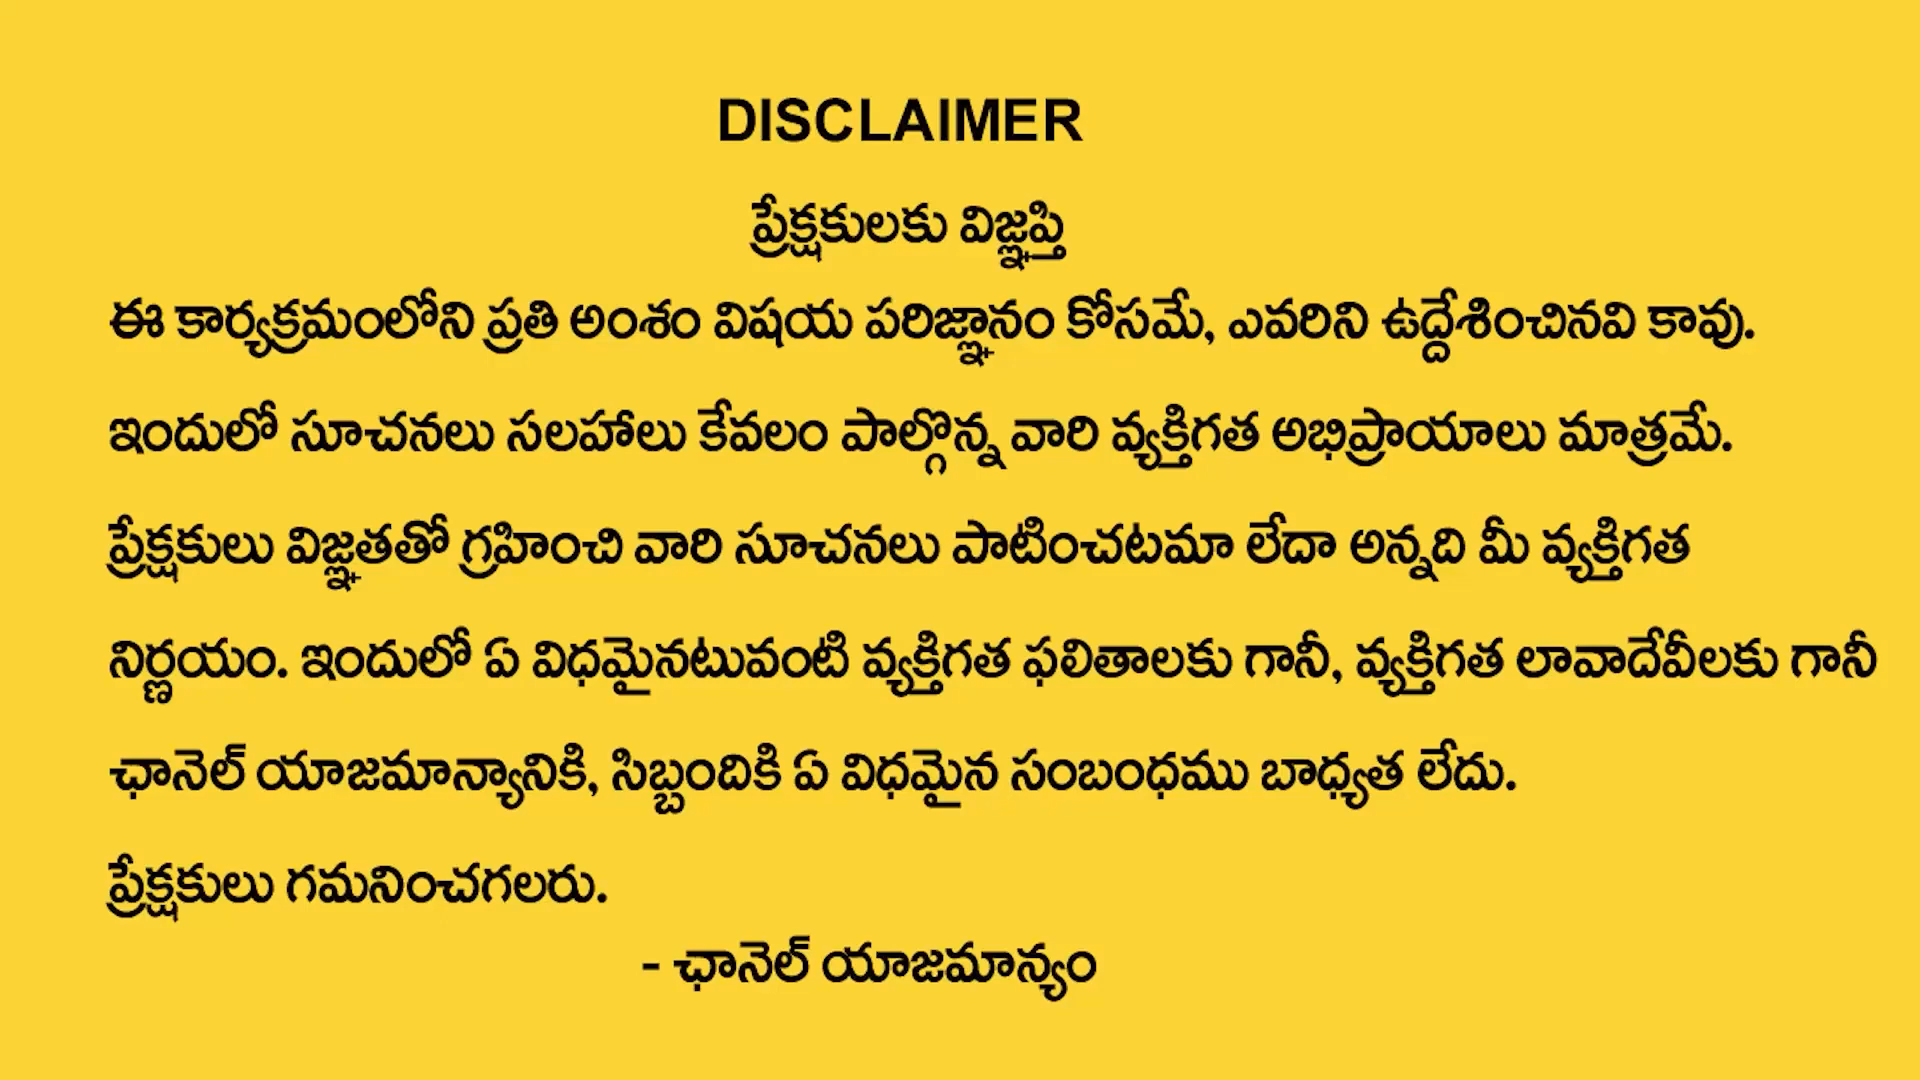 DISCLAIMER
ప్రేక్షకులకు విజ్ఞప్తి
ఈ కార్యక్రమంలోని ప్రతి అంశం విషయ పరిజ్ఞానం కోసమే, ఎవరిని ఉద్దేశించినవి కావు.
ఇందులో సూచనలు సలహాలు కేవలం పాల్గొన్న వారి వ్యక్తిగత అభిప్రాయాలు మాత్రమే.
ప్రేక్షకులు విజ్ఞతతో గ్రహించి వారి సూచనలు పాటించటమా లేదా అన్నది మీ వ్యక్తిగత
నిర్ణయం. ఇందులో ఏ విధమైనటువంటి వ్యక్తిగత ఫలితాలకు గానీ, వ్యక్తిగత లావాదేవీలకు గానీ
ఛానెల్ యాజమాన్యానికి, సిబ్బందికి ఏ విధమైన సంబంధము బాధ్యత లేదు.
ప్రేక్షకులు గమనించగలరు.
- ఛానెల్ యాజమాన్యం